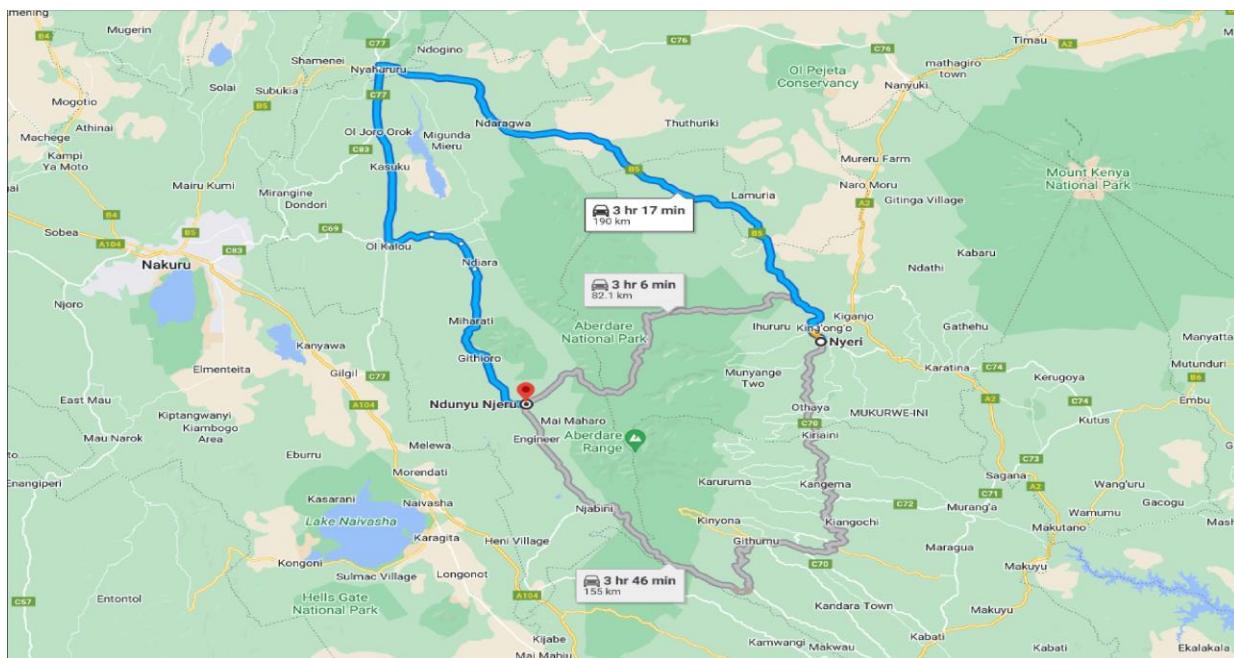 Emening
Mugerin
C77
Ndogino
C76
Timau
A2
B4
Shamenei
Nyahururu
Solai
Subukia
C77
B5
C76
mathagiro
town
Ol Pejeta
Conservancy
Nanyuki
Mogotio
Athinai
Machege
Kampi
Ya Moto
Ol Joro Orok
Migunda
Mieru
Ndaragwa
Thuthuriki
C83
Kasuku
Mairu Kumi
B5
Mureru Farm
Mount Kenya
National Park
Mirangine
Dondori
Lamuria
Naro Moru
A2
Gitinga Village
3 hr 17 min
190 km
B4
Sobea
A104
B5
C83
C69
Ol Kalou
B5
Kabaru
Nakuru
Ndiara
Ndathi
Njoro
3 hr 6 min
82.1 km
Miharati
Aberdare
National Park
Ihururu
King'ong'o
Kiganjo
Nyeri
Gathehu
Manyatta
Kanyawa
Githioro
Elmenteita
Gilgil
C77
Munyange
Two
Karatina
C74
Mutunduri
B6
Kerugoya
East Mau
Kiptangwanyi
Kiambogo
Area
A104
Ndunyu Njeru
Mai Maharo
Engineer
Othaya
MUKURWE-INI
C70
Kiriaini
A2
C74
Kutus
Embu
Mau Narok
Melewa
Aberdare
Range
C73
Eburru
Morendati
Karuruma
Kangema
Sagana
A2
Wang'uru
Enangiperi
Kasarani
Naivasha
Njabini
C72
C71
Murang'a
Gacogu
Lake Naivasha
Kinyona
Kiangochi
Makutano
Wamumu
Karagita
Heni Village
Githumu
Maragua
Kongoni
Sulmac Village
Longonot
C70
Makuyu
3 hr 46 min
155 km
Entontol
Hells Gate
National Park
A104
Kandara Town
Makuyu
Kijabe
Kamwangi
Makwau
Kabati
Kabati
Ekalakala
Mai Mahiu